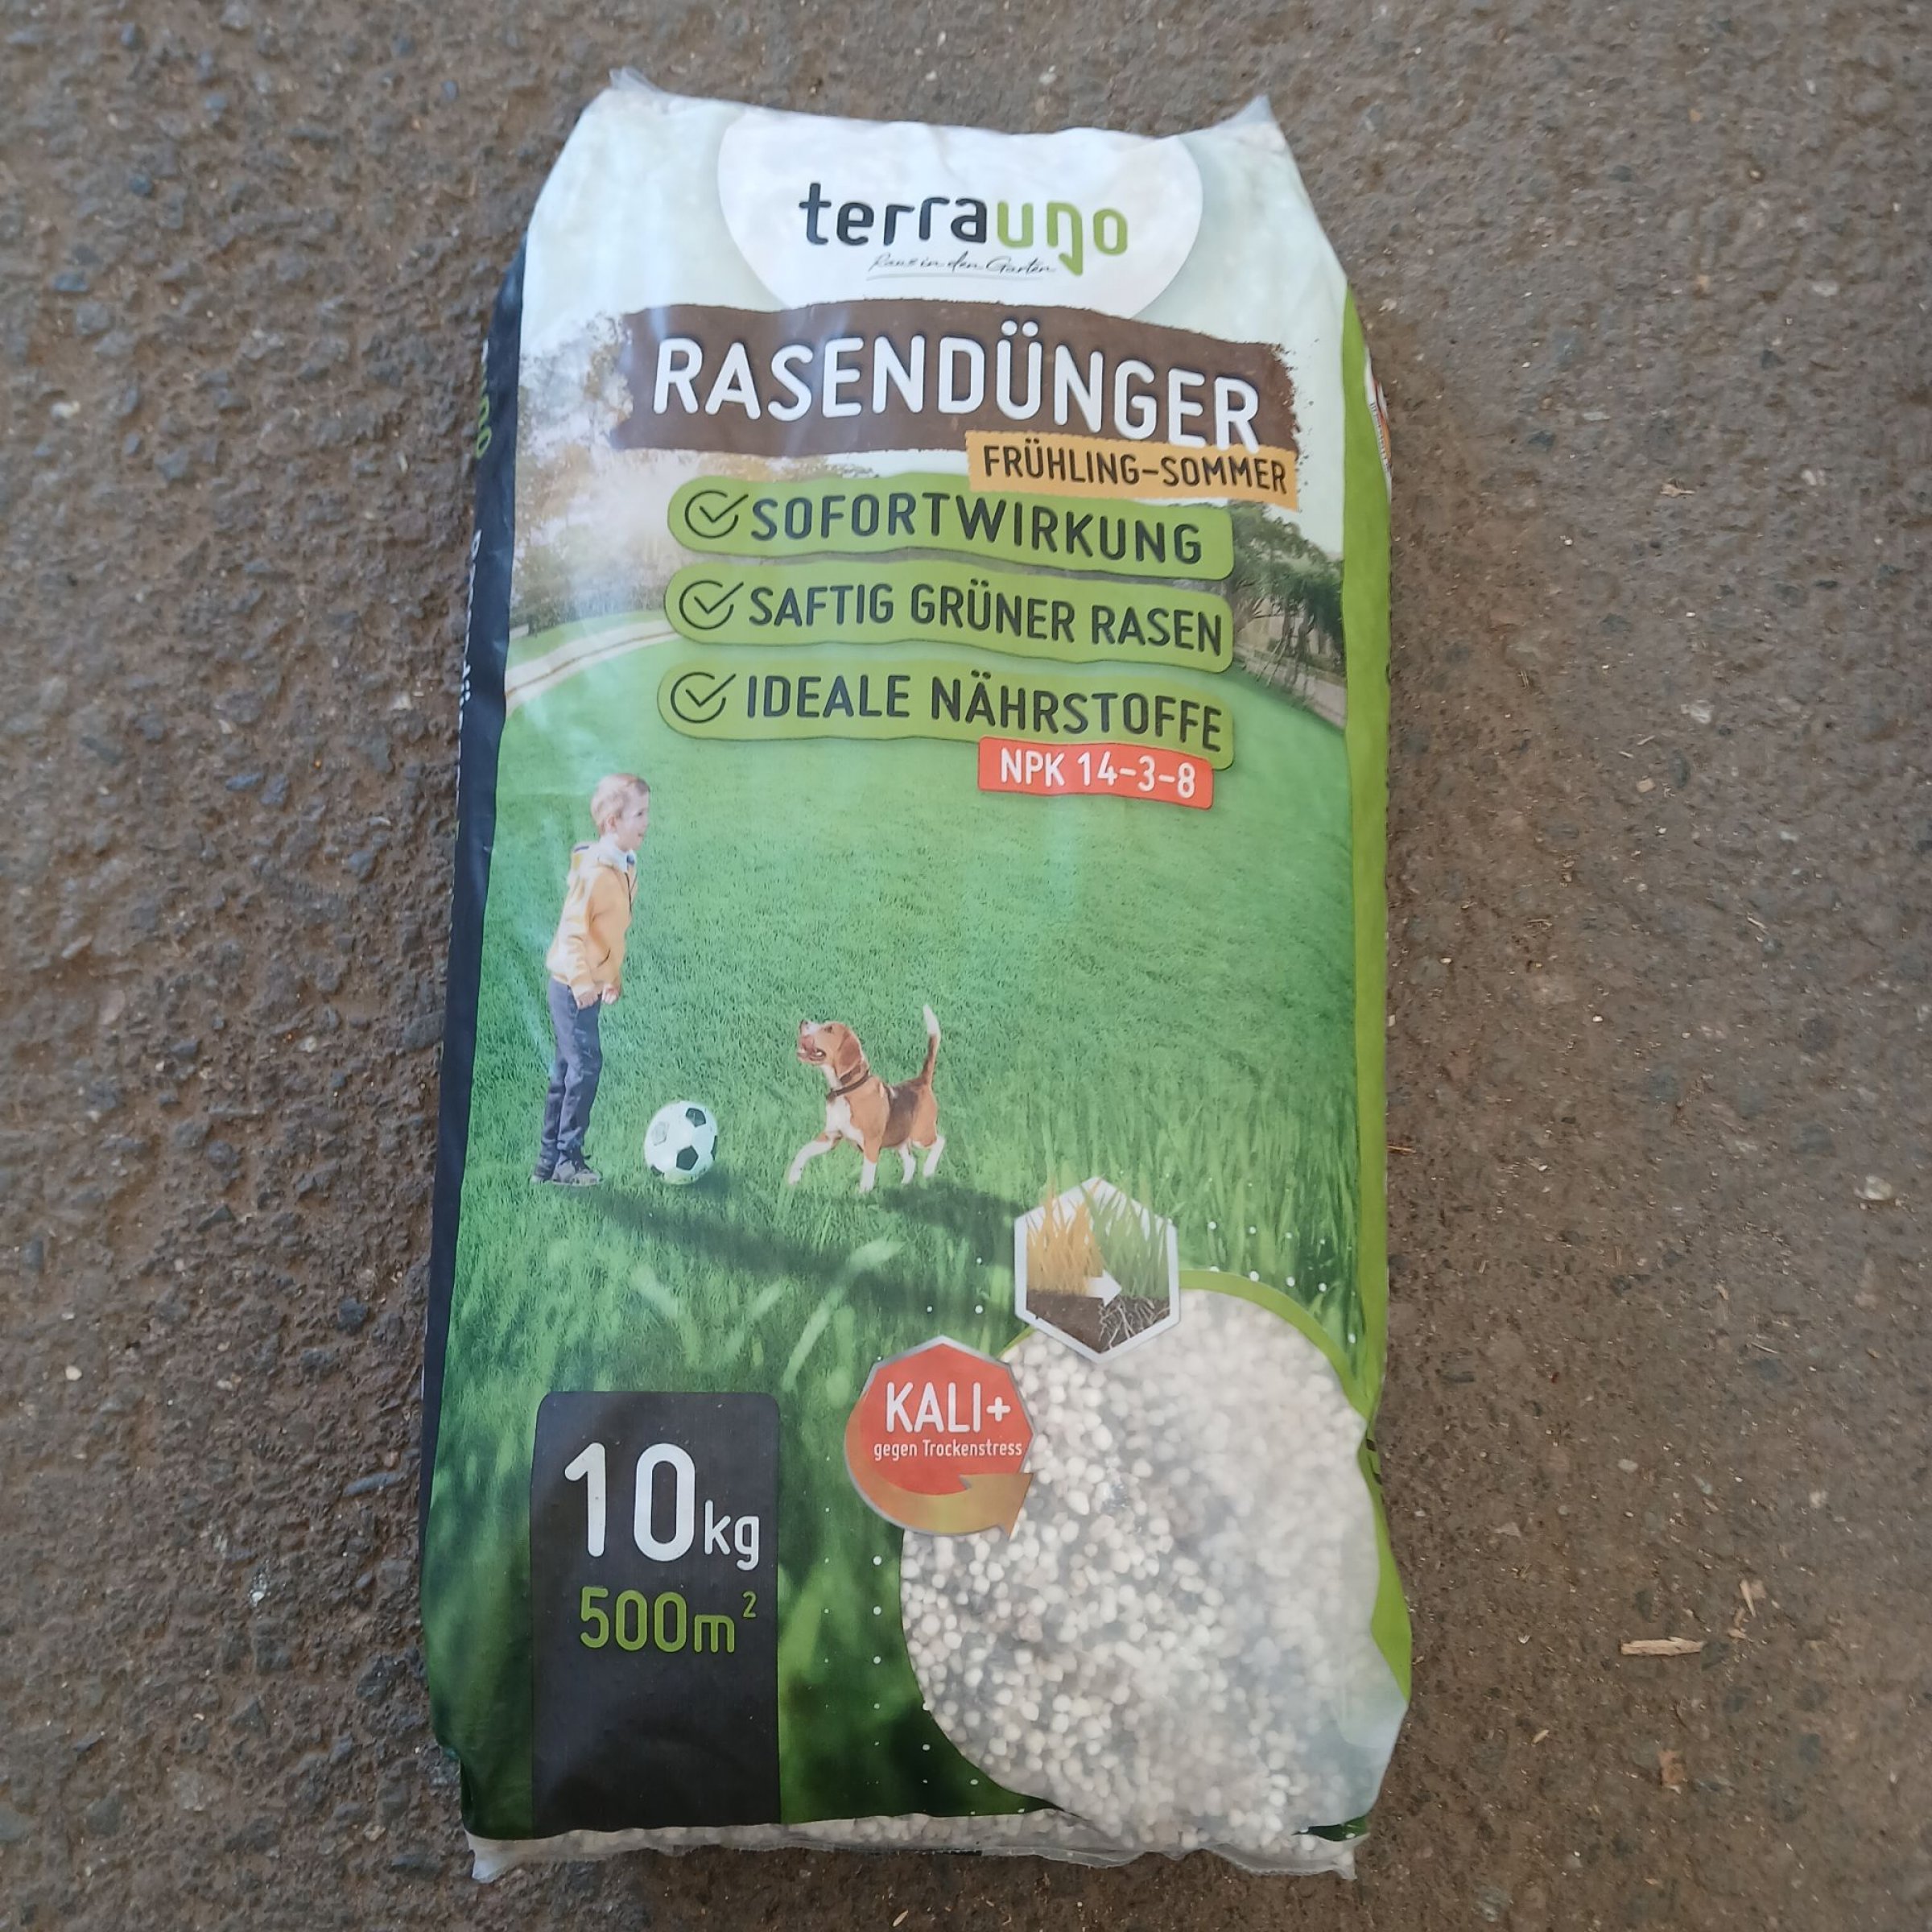 terrauno
Raus in den Garten
RASENDÜNGER
FRÜHLING-SOMMER
SOFORTWIRKUNG
SAFTIG GRÜNER RASEN
IDEALE NÄHRSTOFFE
NPK 14-3-8
KALI+
gegen Trockenstress
10kg
500m²